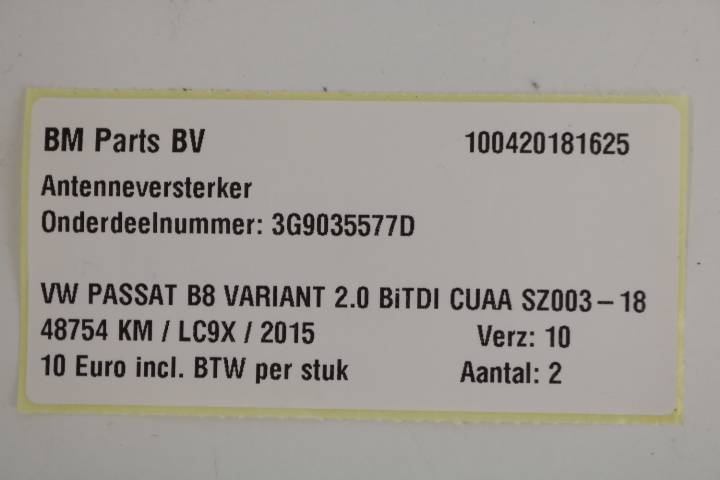 BM Parts BV 100420181625
Antenneversterker
Onderdeelnummer: 3G9035577D
VW PASSAT B8 VARIANT 2.0 BiTDI CUAA SZ003-18
48754 KM / LC9X / 2015 Verz: 10
10 Euro incl. BTW per stuk Aantal: 2